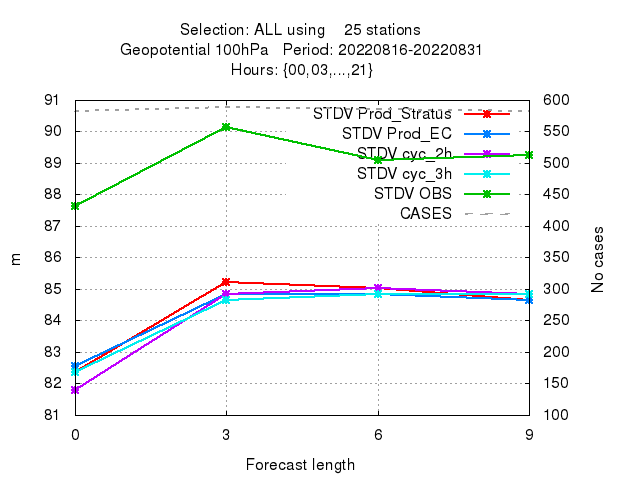 Selection: ALL using    25 stations
Geopotential 100hPa   Period: 20220816-20220831
Hours: {00,03,...,21}
91 600
STDV Prod_Stratus
90 550
STDV Prod_EC
STDV cyc_2h
89 500
STDV cyc_3h
88 450
STDV OBS
CASES
87 400
86 350
m
No cases
85 300
84 250
83 200
82 150
81 100
0 3 6 9
Forecast length